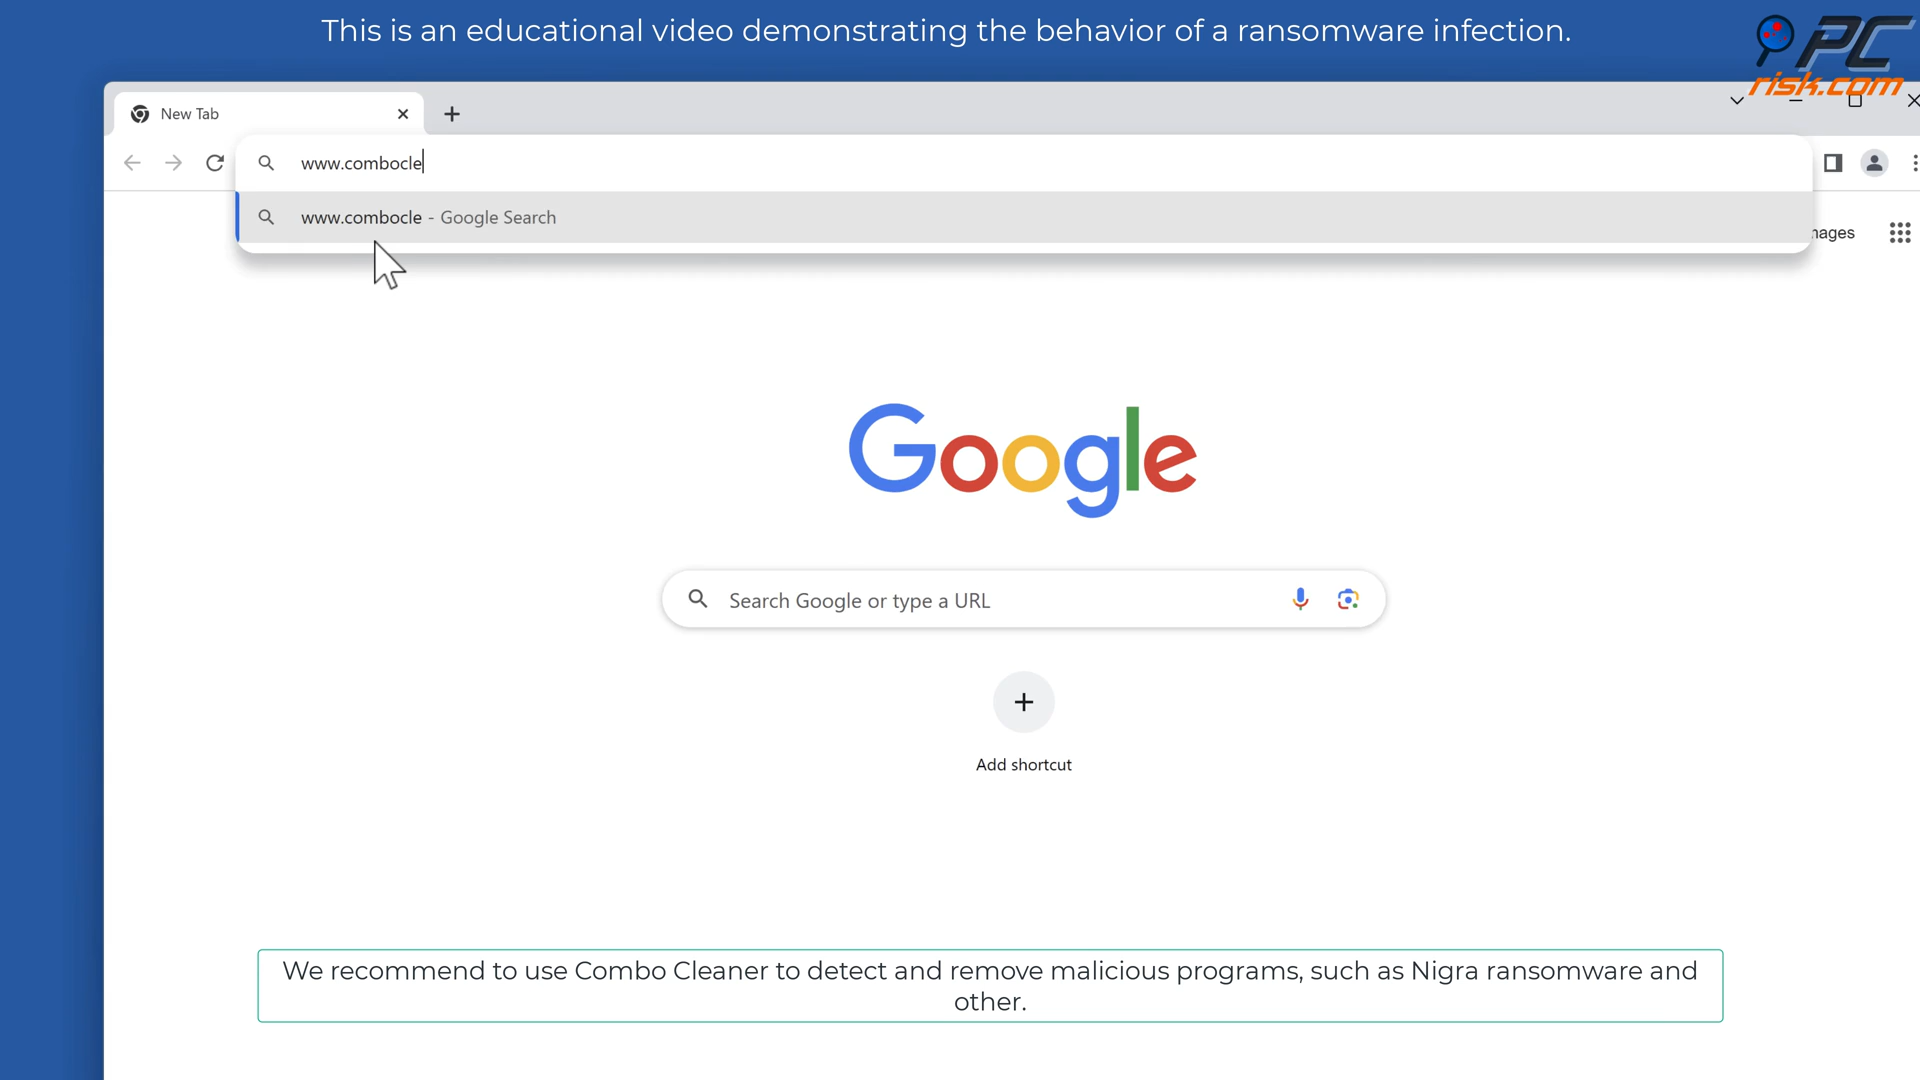 This is an educational video demonstrating the behavior of a ransomware infection.
PC
risk.com
New Tab
www.combocle
www.combocle - Google Search
mages
Google
Search Google or type a URL
Add shortcut
We recommend to use Combo Cleaner to detect and remove malicious programs, such as Nigra ransomware and
other.